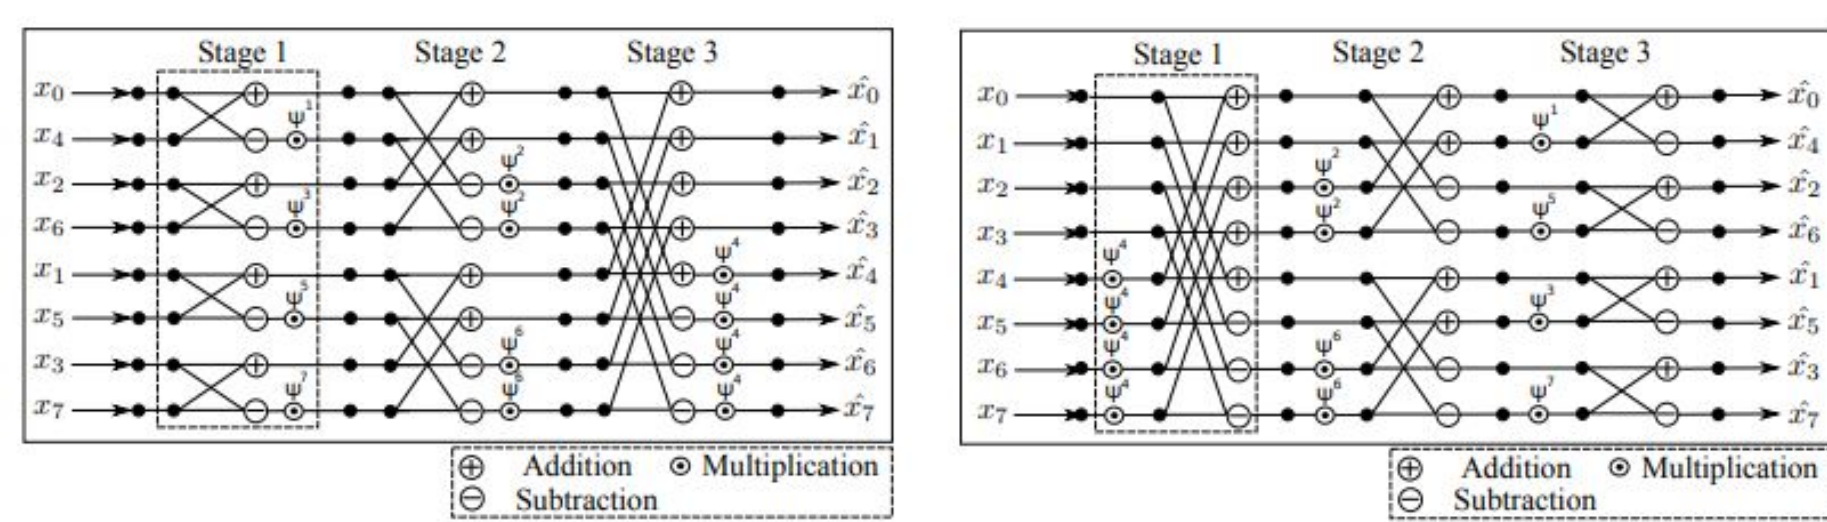 Stage 1 Stage 2 Stage 3
x0 x̂0
ψ1
x4 x̂1
ψ2
x2 x̂2
ψ3 ψ2
x6 x̂3
ψ4
x1 x̂4
ψ5 ψ4
x5 x̂5
ψ6 ψ4
x3 x̂6
ψ7 ψ6 ψ4
x7 x̂7
Addition Multiplication
Subtraction
Stage 1 Stage 2 Stage 3
x0 x̂0
ψ1
x1 x̂4
ψ2
x2 x̂2
ψ2 ψ5
x3 x̂6
ψ4
x4 x̂1
ψ4 ψ3
x5 x̂5
ψ4 ψ6
x6 x̂3
ψ4 ψ6 ψ7
x7 x̂7
Addition Multiplication
Subtraction